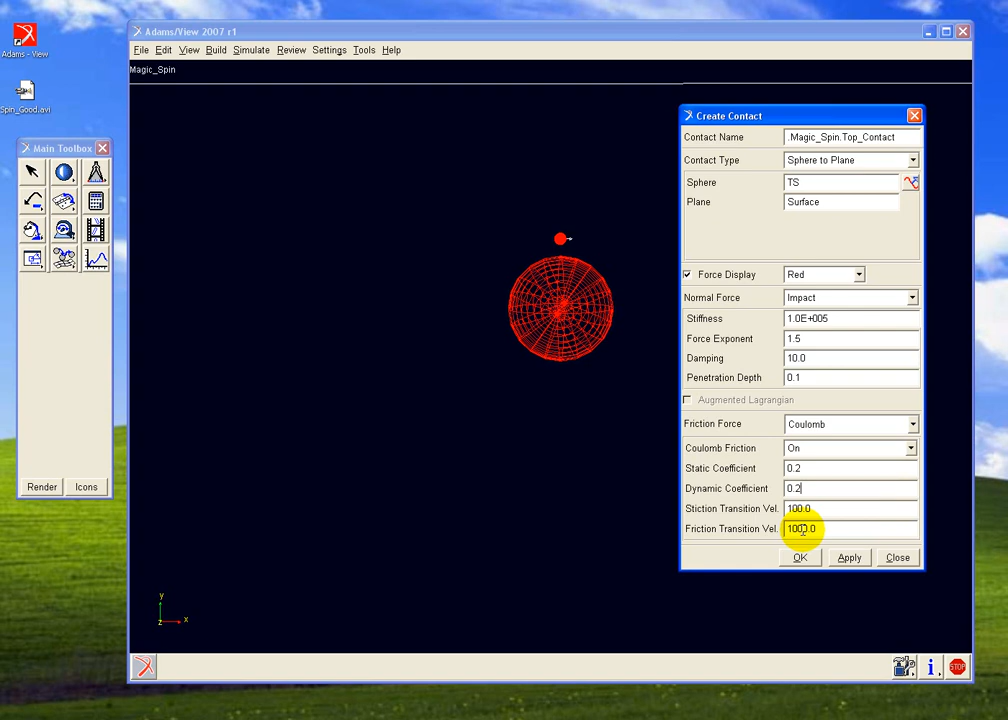 Adams/View 2007 r1
File Edit View Build Simulate Review Settings Tools Help
Magic_Spin
Adams - View
Spin_Good.avi
Main Toolbox
Render Icons
Create Contact
Contact Name .Magic_Spin.Top_Contact
Contact Type Sphere to Plane
Sphere TS
Plane Surface
Force Display Red
Normal Force Impact
Stiffness 1.0E+005
Force Exponent 1.5
Damping 10.0
Penetration Depth 0.1
Augmented Lagrangian
Friction Force Coulomb
Coulomb Friction On
Static Coefficient 0.2
Dynamic Coefficient 0.2
Stiction Transition Vel. 100.0
Friction Transition Vel. 1000.0
OK Apply Close
y
z x
i
STOP